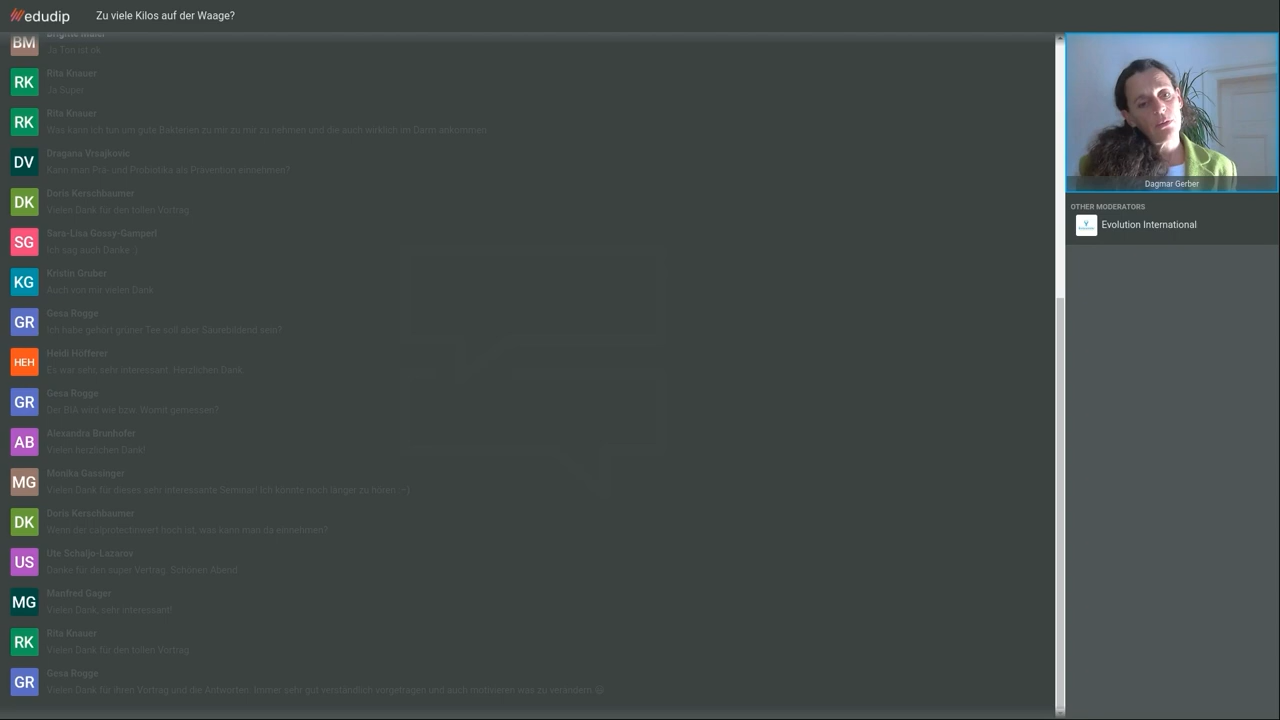 edudip
Zu viele Kilos auf der Waage?
BM
Brigitte Maier
Ja Ton ist ok
RK
Rita Knauer
Ja Super
RK
Rita Knauer
Was kann ich tun um gute Bakterien zu mir zu mir zu nehmen und die auch wirklich im Darm ankommen
DV
Dragana Vrsajkovic
Kann man Prä- und Probiotika als Prävention einehmen?
DK
Doris Kerschbaumer
Vielen Dank für den tollen Vortrag
SG
Sara-Lisa Gussy-Gamperl
Ich sag auch Danke :)
KG
Kristin Gruber
Auch von mir vielen Dank
GR
Gesa Rogge
Ich habe gehört grüner Tee soll aber Säurebildend sein?
HEH
Heidi Höfferer
Es war sehr, sehr interessant. Herzlichen Dank.
GR
Gesa Rogge
Der BIA wird wie bzw. Womit gemessen?
AB
Alexandra Brunhofer
Vielen herzlichen Dank!
MG
Monika Gassinger
Vielen Dank für dieses sehr interessante Seminar! Ich könnte noch länger zu hören :-)
DK
Doris Kerschbaumer
Wenn der calprotectinwert hoch ist, was kann man da einnehmen?
US
Ute Schaljo-Lazarov
Danke für den super Vortrag. Schönen Abend
MG
Manfred Gager
Vielen Dank, sehr interessant!
RK
Rita Knauer
Vielen Dank für den tollen Vortrag
GR
Gesa Rogge
Vielen Dank für Ihren Vortrag und die Antworten. Immer sehr gut verständlich vorgetragen und auch motivieren was zu verändern 😀
Dagmar Gerber
OTHER MODERATORS
Evolution International